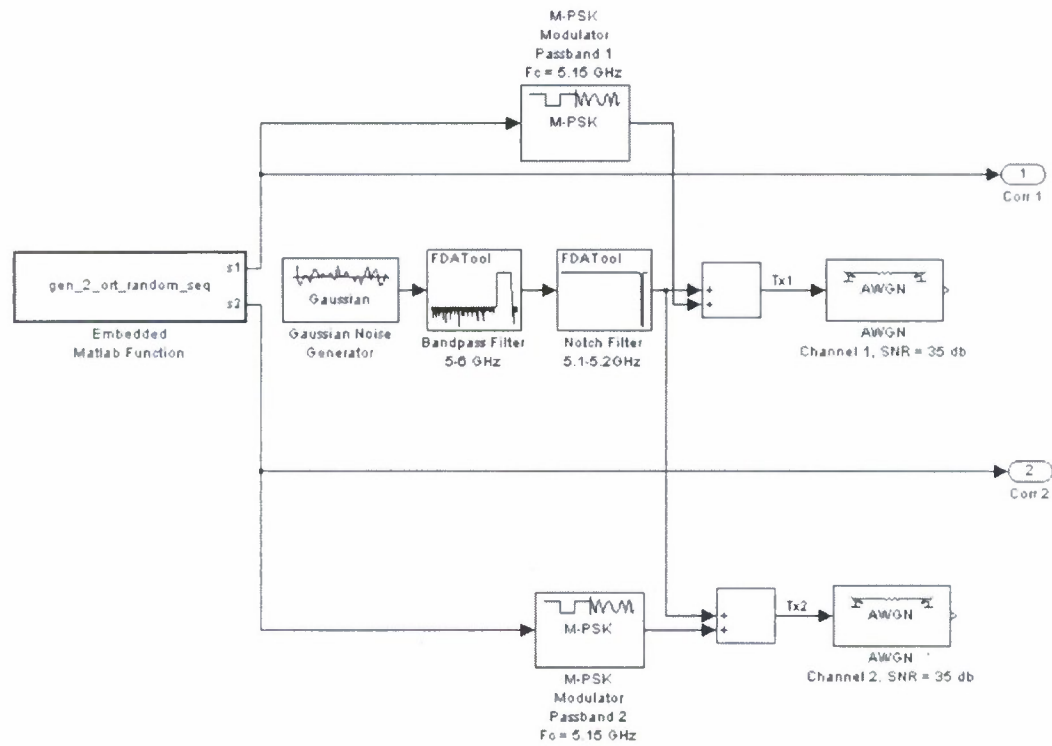 M-PSK
Modulator
Passband 1
Fc = 5.15 GHz
M-PSK
1
Corr 1
s1
gen_2_ort_random_seq
s2
Embedded
Matlab Function
Gaussian
Gaussian Noise
Generator
FDATool
Bandpass Filter
5-6 GHz
FDATool
Notch Filter
5.1-5.2GHz
+
+
Tx1
AWGN
AWGN
Channel 1, SNR = 35 db
2
Corr 2
M-PSK
M-PSK
Modulator
Passband 2
Fc = 5.15 GHz
+
+
Tx2
AWGN
AWGN
Channel 2, SNR = 35 db